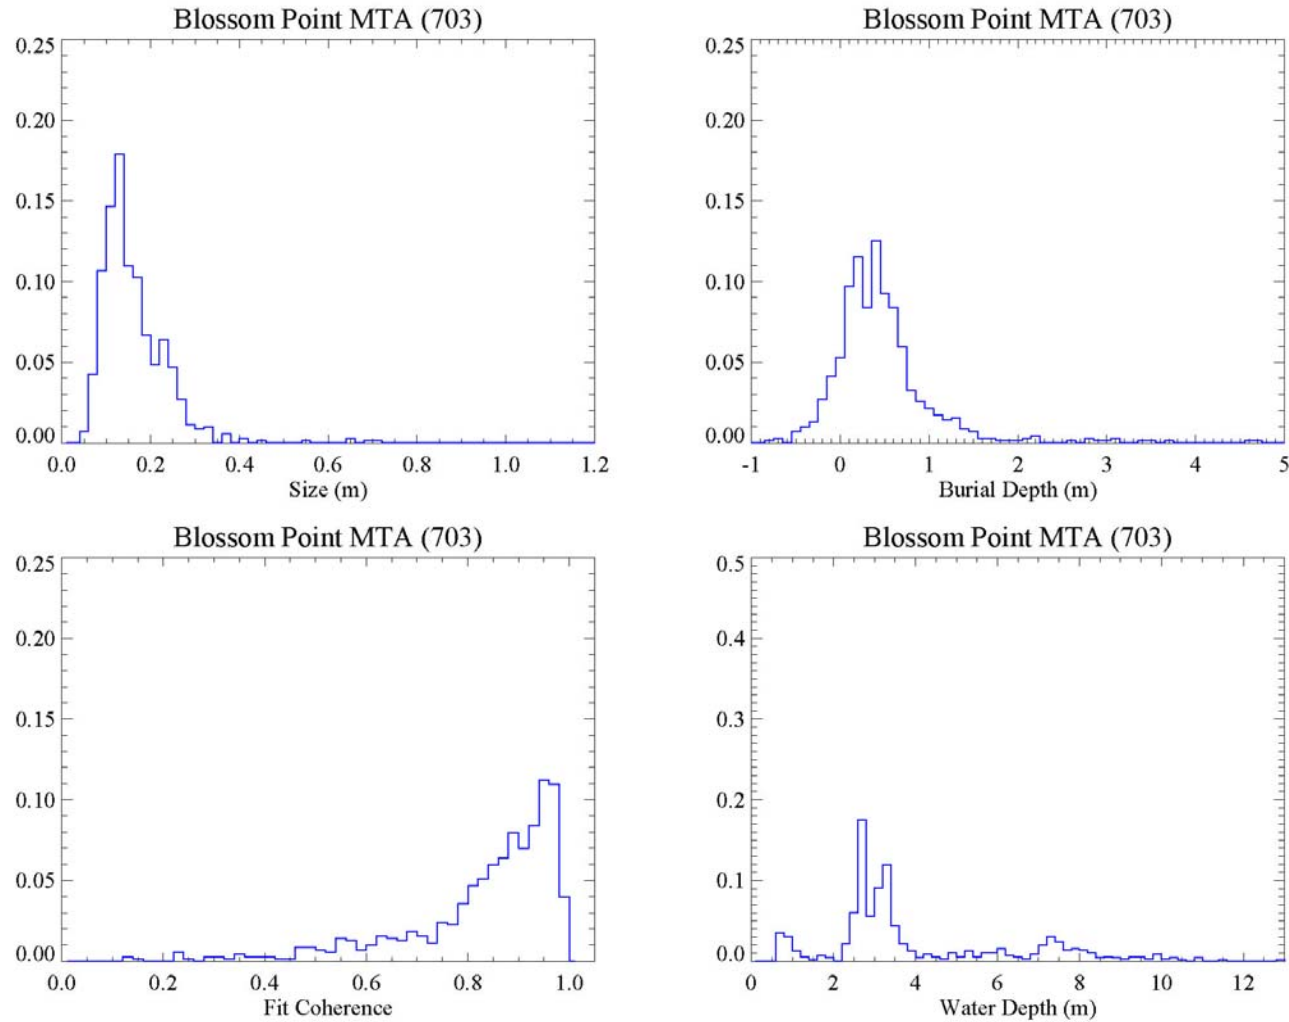 Blossom Point MTA (703)
0.25
0.20
0.15
0.10
0.05
0.00
0.0 0.2 0.4 0.6 0.8 1.0 1.2
Size (m)
Blossom Point MTA (703)
0.25
0.20
0.15
0.10
0.05
0.00
-1 0 1 2 3 4 5
Burial Depth (m)
Blossom Point MTA (703)
0.25
0.20
0.15
0.10
0.05
0.00
0.0 0.2 0.4 0.6 0.8 1.0
Fit Coherence
Blossom Point MTA (703)
0.5
0.4
0.3
0.2
0.1
0.0
0 2 4 6 8 10 12
Water Depth (m)